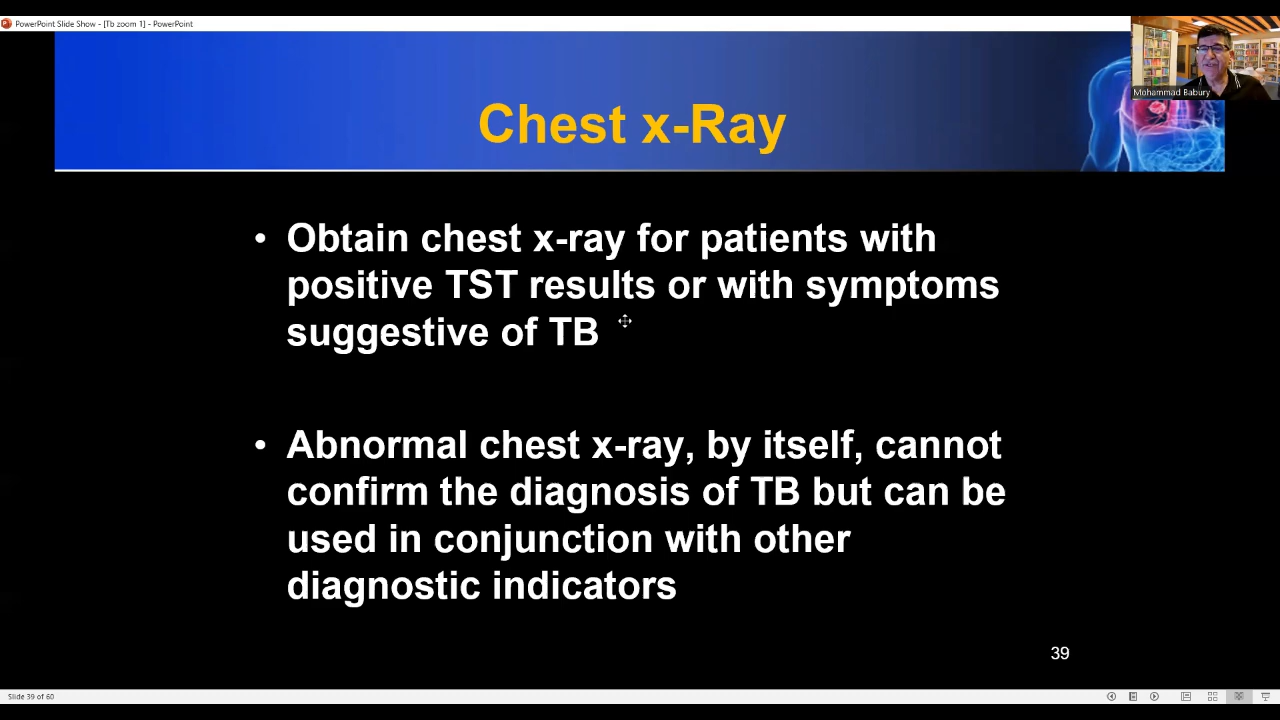 PowerPoint Slide Show - [Tb zoom 1] - PowerPoint
Mohammad Babury
Chest x-Ray
• Obtain chest x-ray for patients with
positive TST results or with symptoms
suggestive of TB
• Abnormal chest x-ray, by itself, cannot
confirm the diagnosis of TB but can be
used in conjunction with other
diagnostic indicators
39
Slide 39 of 60